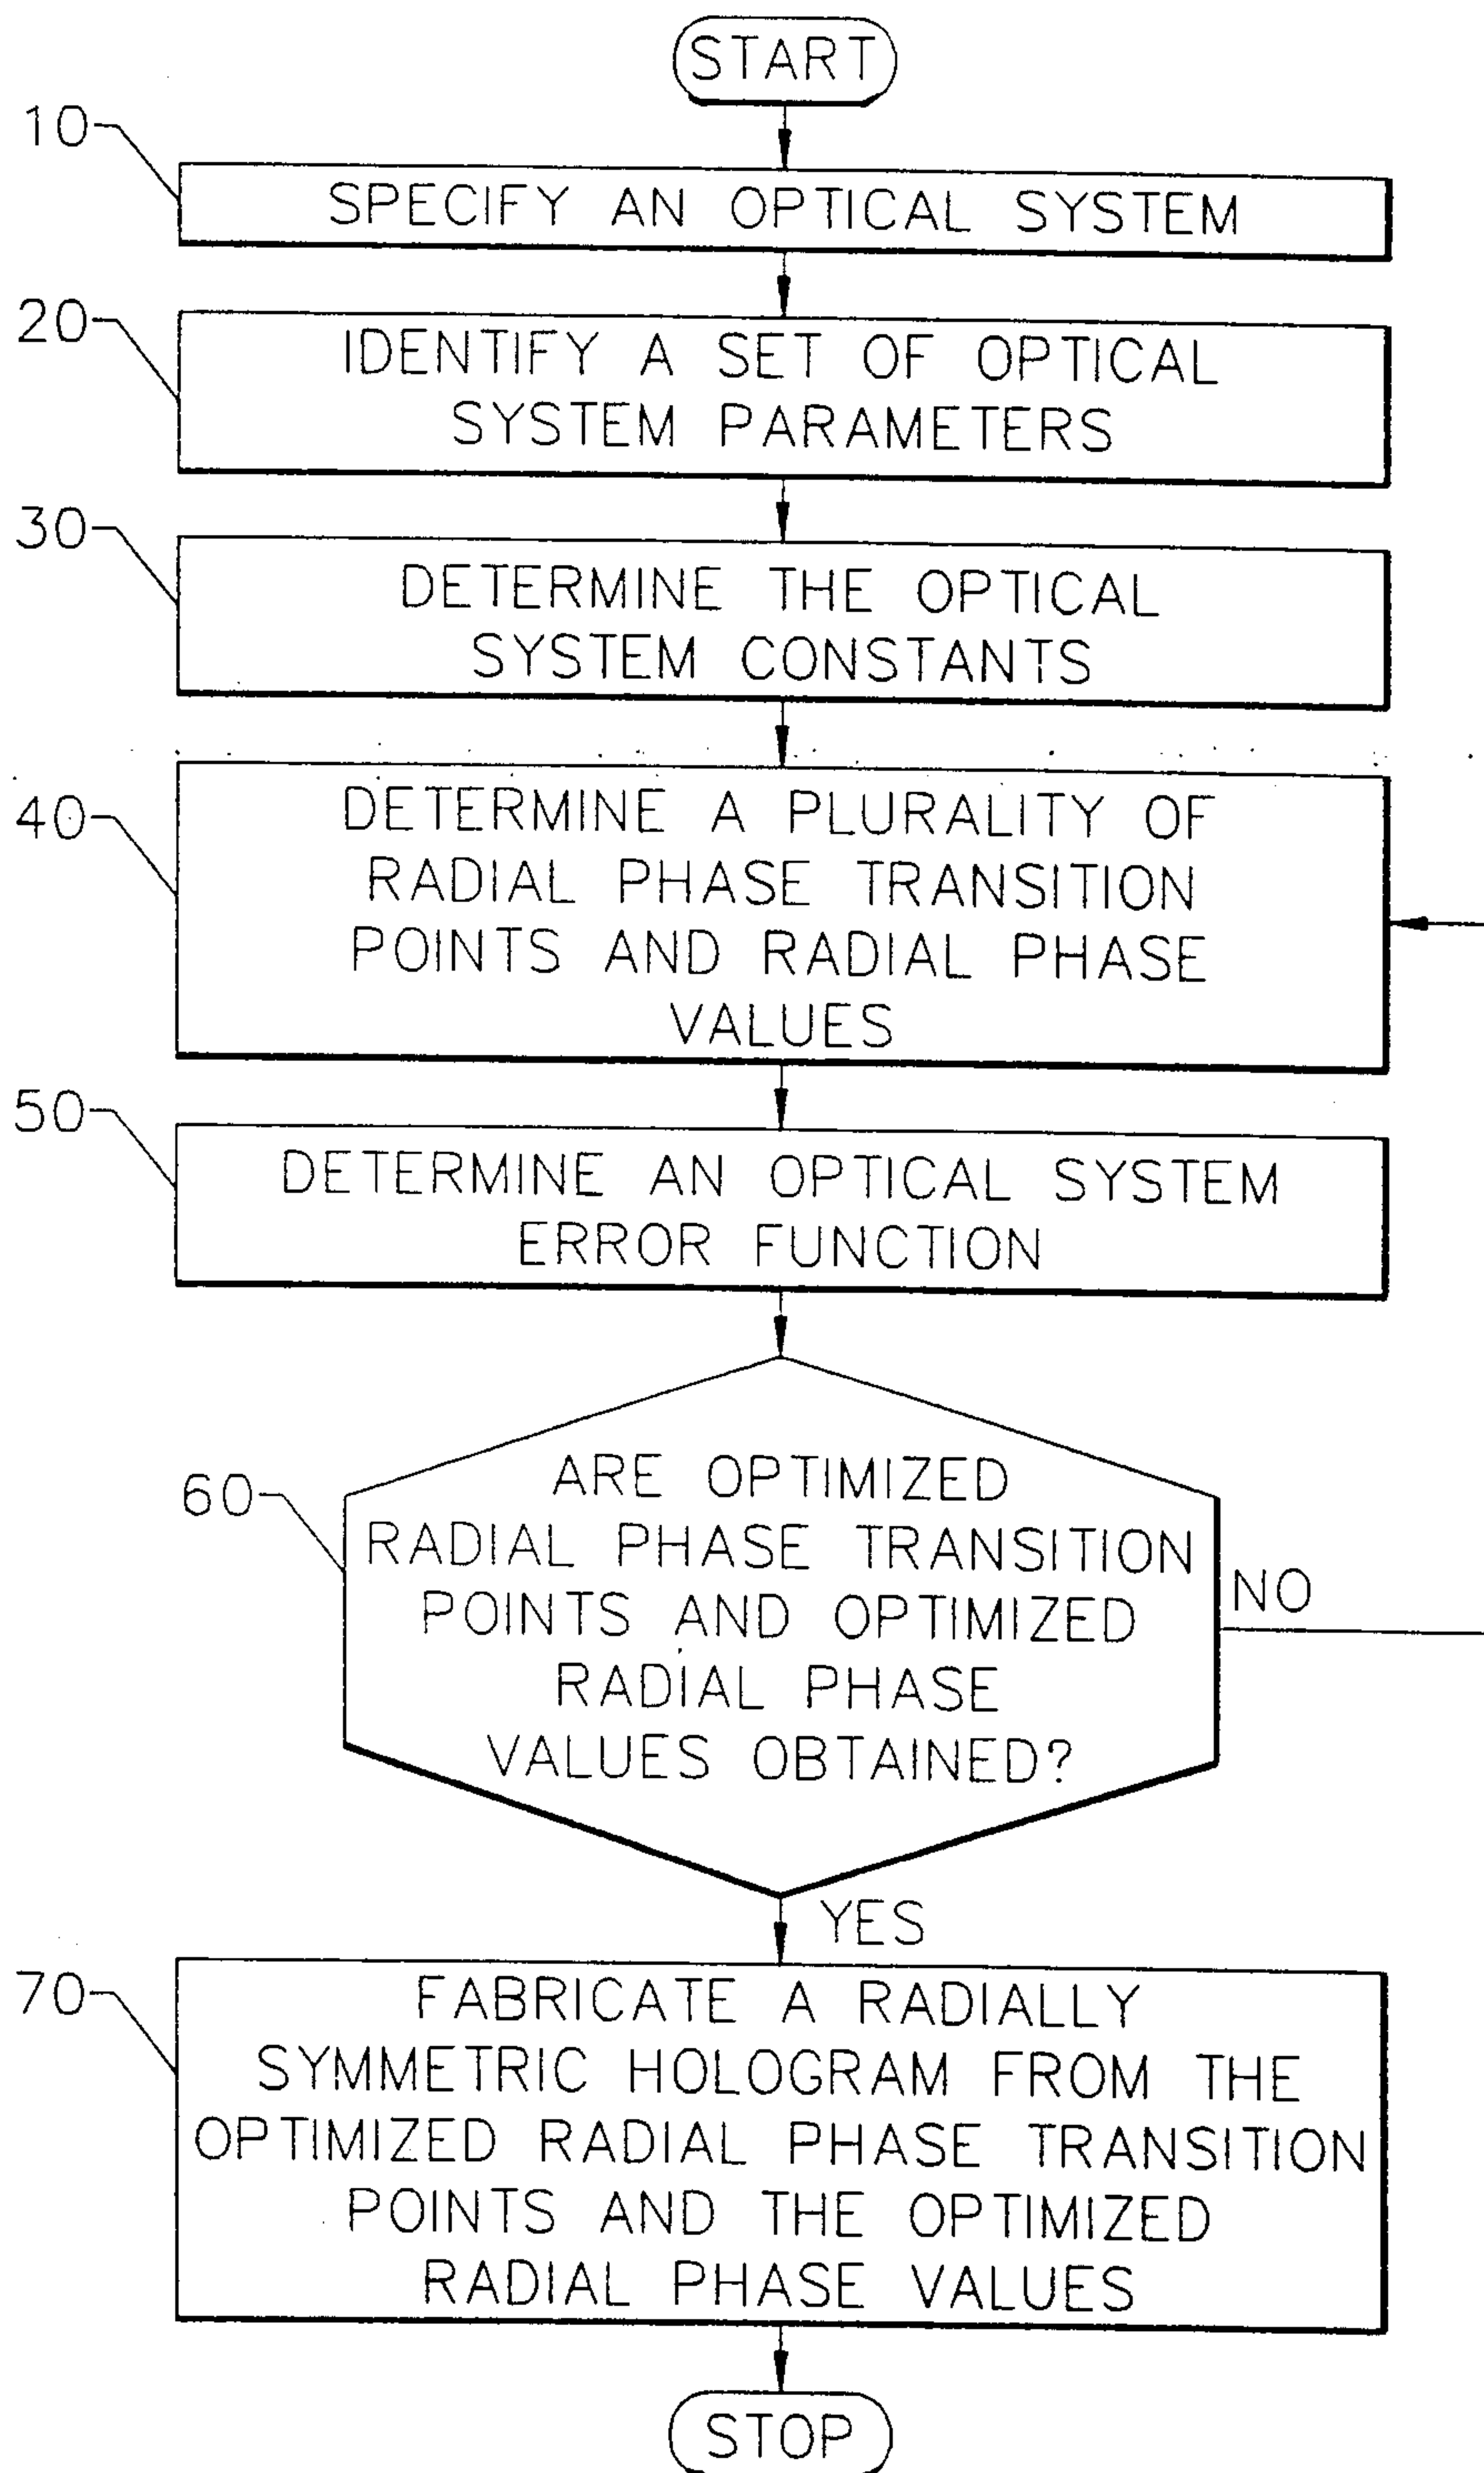 START
10
SPECIFY AN OPTICAL SYSTEM
20
IDENTIFY A SET OF OPTICAL
SYSTEM PARAMETERS
30
DETERMINE THE OPTICAL
SYSTEM CONSTANTS
40
DETERMINE A PLURALITY OF
RADIAL PHASE TRANSITION
POINTS AND RADIAL PHASE
VALUES
50
DETERMINE AN OPTICAL SYSTEM
ERROR FUNCTION
60
ARE OPTIMIZED
RADIAL PHASE TRANSITION
POINTS AND OPTIMIZED
RADIAL PHASE
VALUES OBTAINED?
NO
YES
70
FABRICATE A RADIALLY
SYMMETRIC HOLOGRAM FROM THE
OPTIMIZED RADIAL PHASE TRANSITION
POINTS AND THE OPTIMIZED
RADIAL PHASE VALUES
STOP